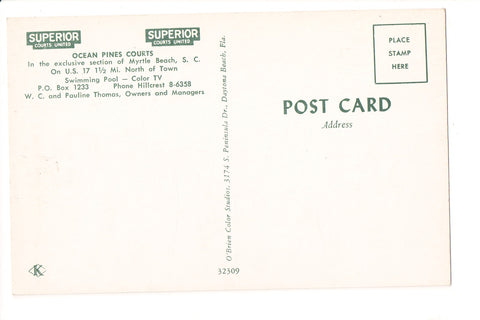 SUPERIOR
COURTS UNITED
SUPERIOR
COURTS UNITED
OCEAN PINES COURTS
In the exclusive section of Myrtle Beach, S. C.
On U.S. 17 1½ Mi. North of Town
Swimming Pool — Color TV
P.O. Box 1233 Phone Hillcrest 8-6358
W. C. and Pauline Thomas, Owners and Managers
K
O'Brien Color Studios, 3174 S. Peninsula Dr., Daytona Beach, Fla.
32309
PLACE
STAMP
HERE
POST CARD
Address